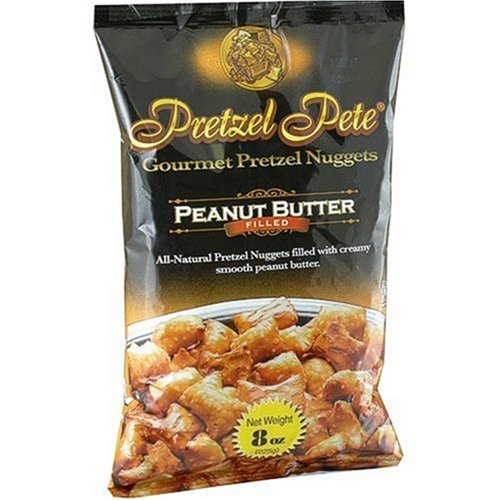 Pretzel Pete®
Gourmet Pretzel Nuggets
PEANUT BUTTER
FILLED
All-Natural Pretzel Nuggets filled with creamy
smooth peanut butter.
Net Weight
8 oz
(226g)